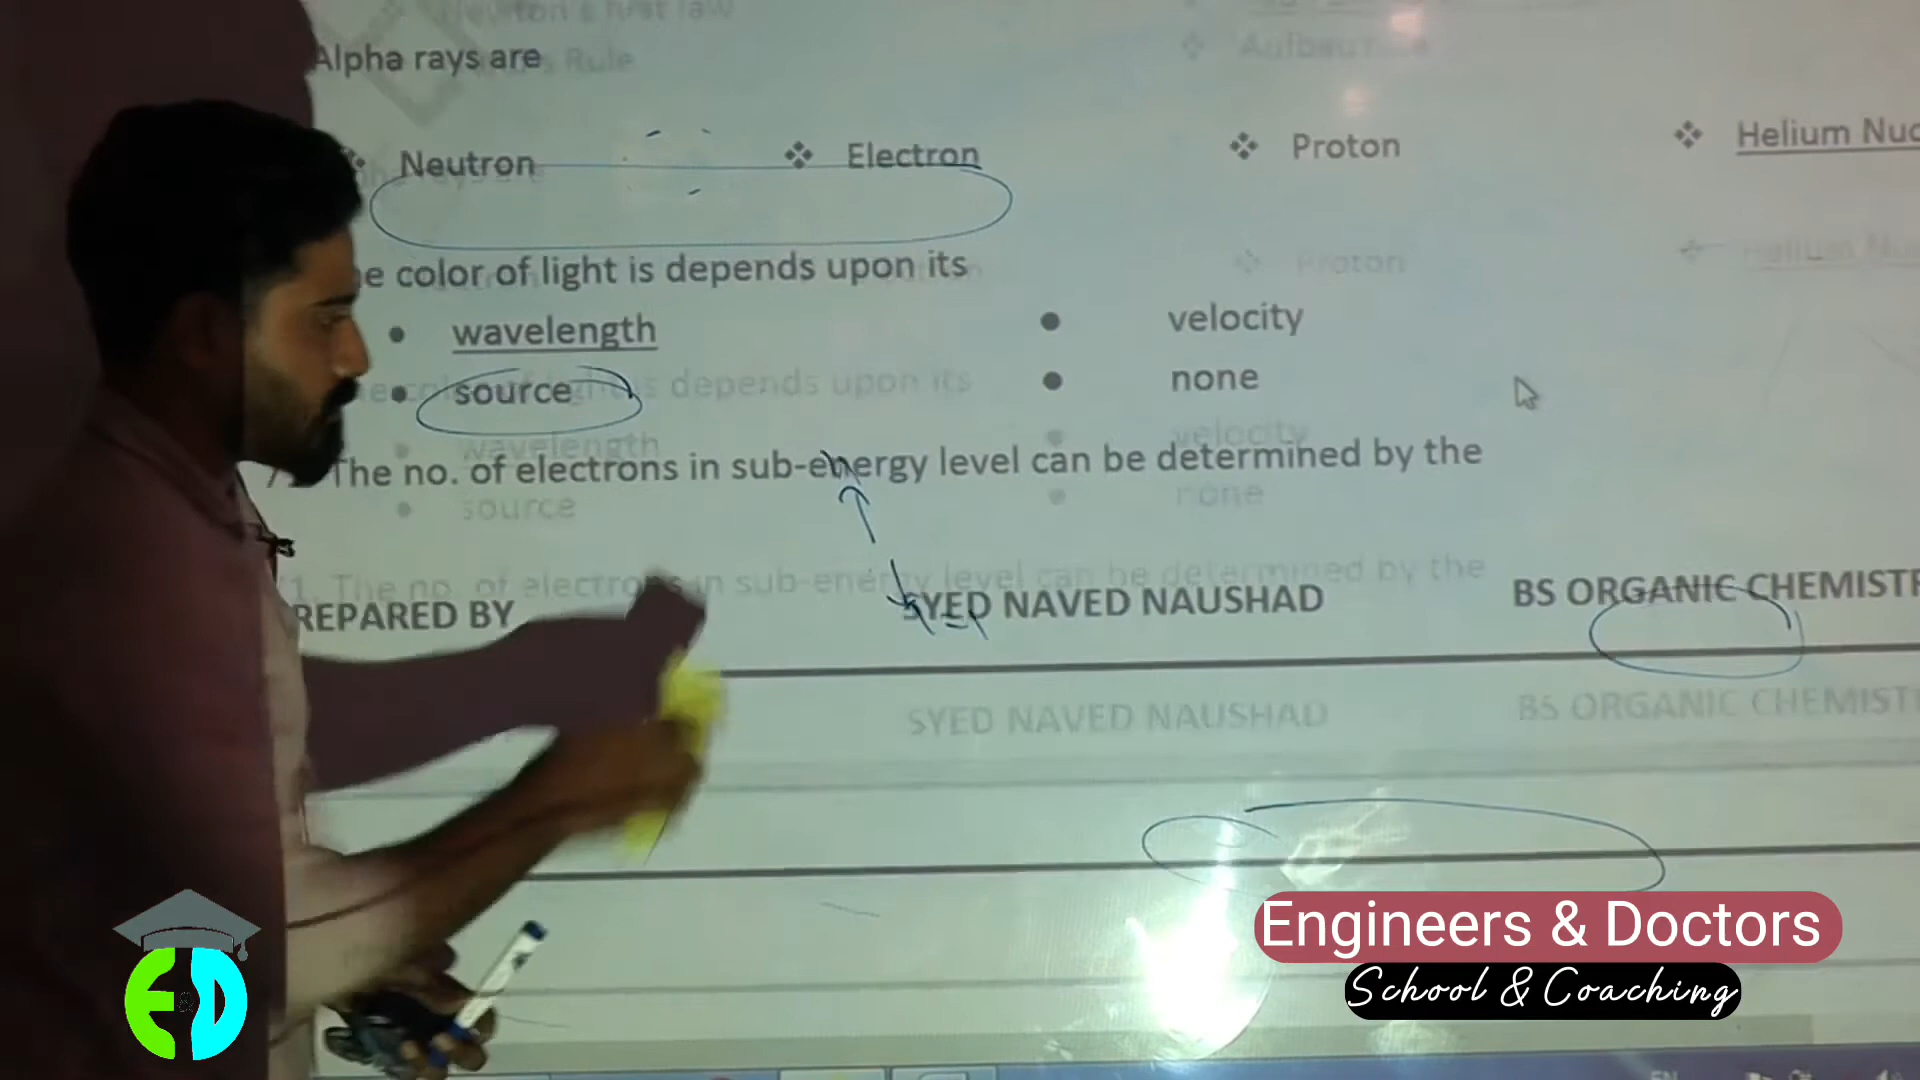 Alpha rays are
Neutron Electron Proton Helium Nuc
e color of light is depends upon its
wavelength velocity
source none
The no. of electrons in sub-energy level can be determined by the
REPARED BY SYED NAVED NAUSHAD BS ORGANIC CHEMISTR
SYED NAVED NAUSHAD BS ORGANIC CHEMIST
E&D
Engineers & Doctors
School & Coaching